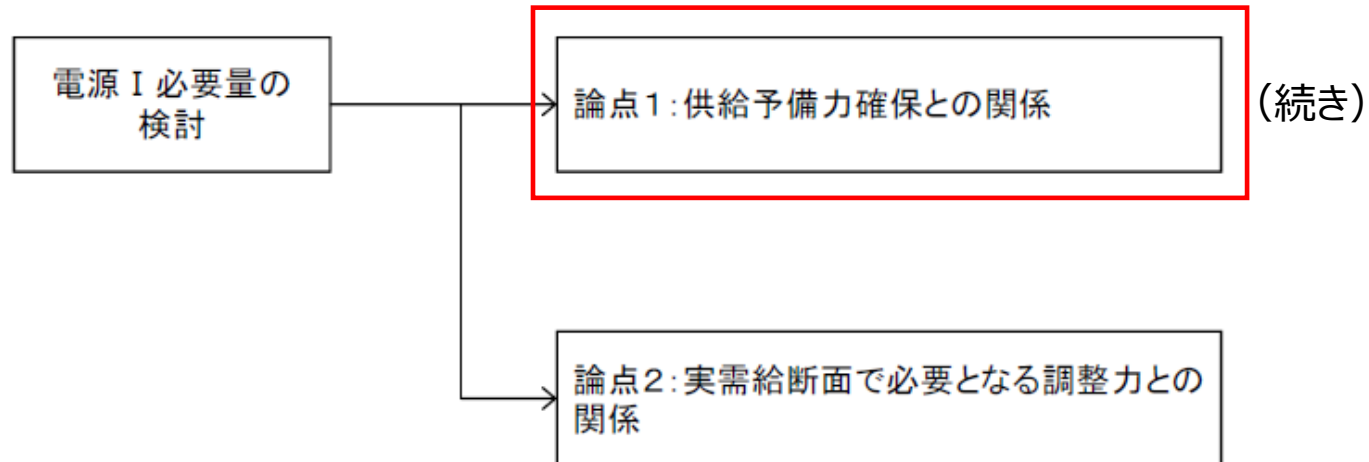 電源Ⅰ必要量の
検討
論点1:供給予備力確保との関係
(続き)
論点2:実需給断面で必要となる調整力との
関係